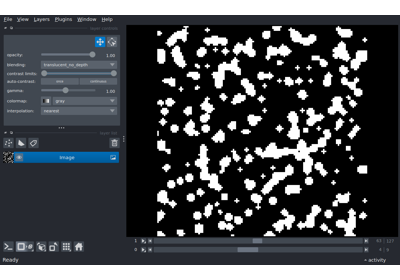 File View Layers Plugins Window Help
opacity: 1.00
blending: translucent_no_depth
contrast limits:
auto-contrast: once continuous
gamma: 1.00
colormap: gray
interpolation: nearest
Image
1
0
Ready
activity